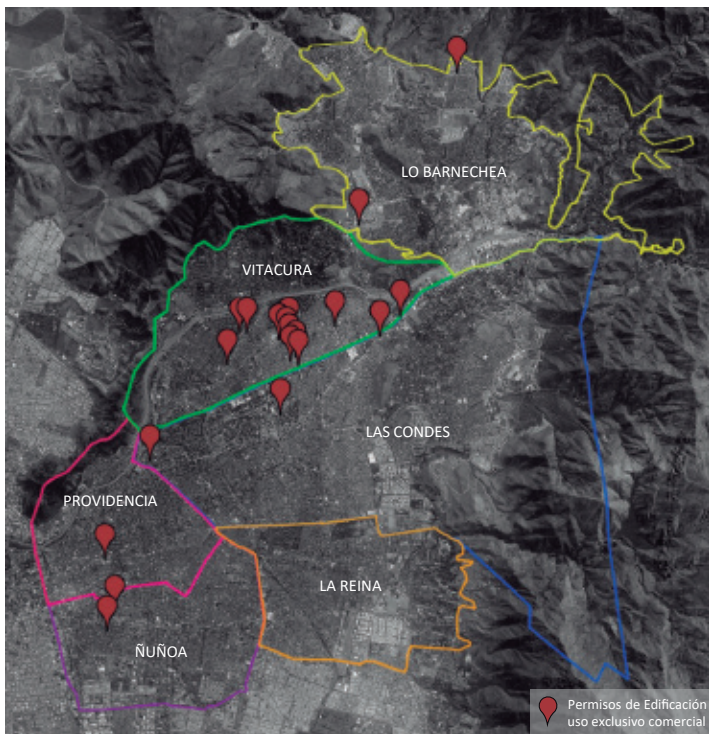 LO BARNECHEA
VITACURA
LAS CONDES
PROVIDENCIA
LA REINA
ÑUÑOA
Permisos de Edificación
uso exclusivo comercial